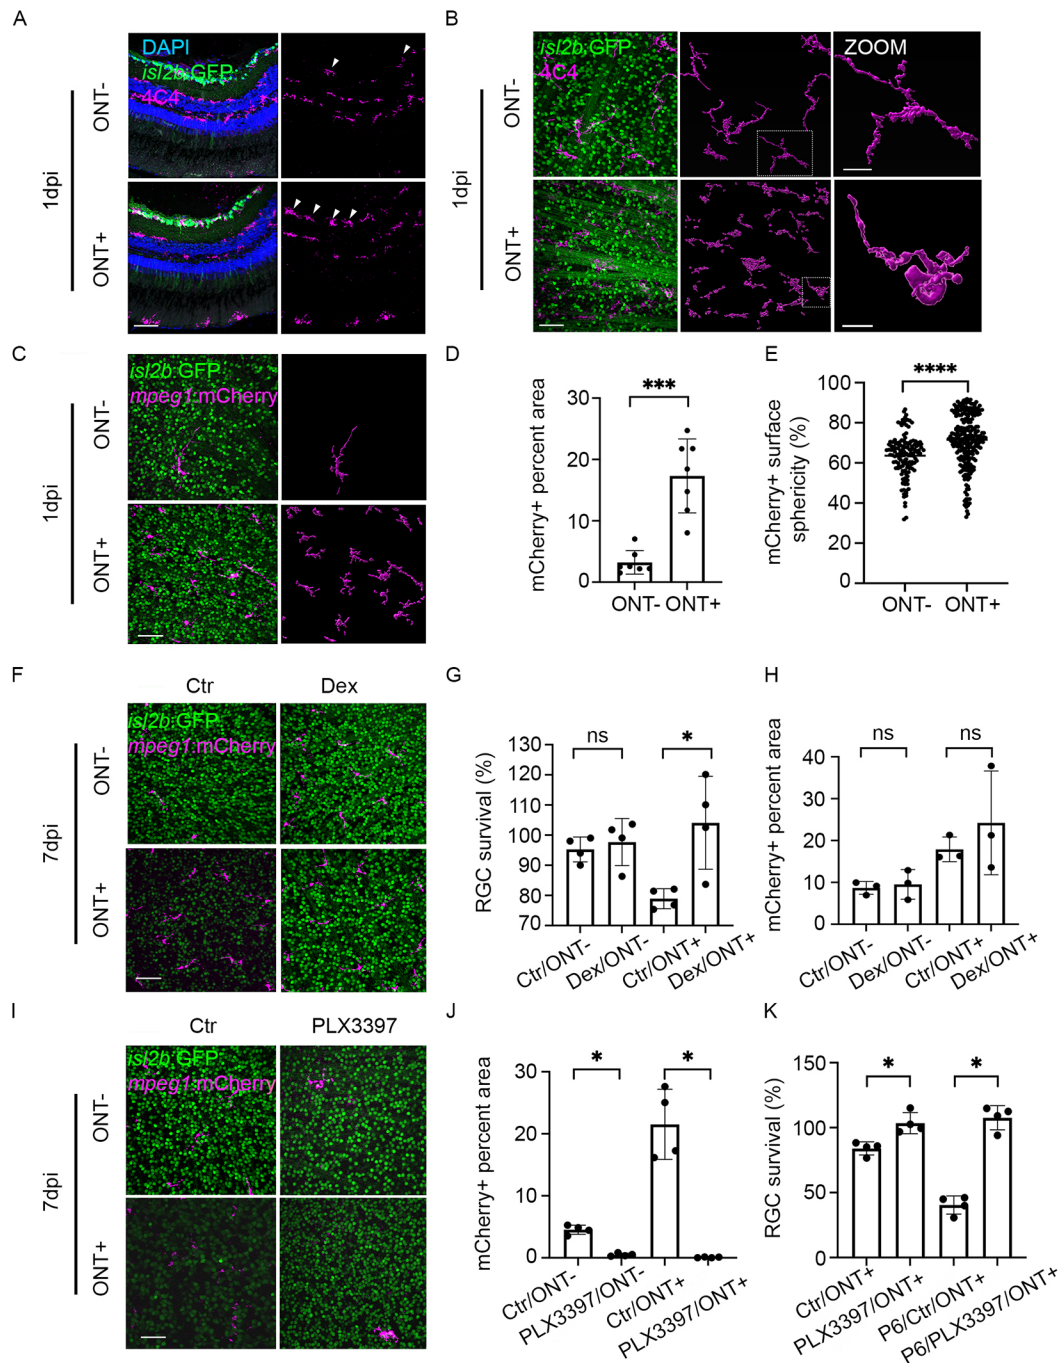 A
DAPI
isl2b:GFP
4C4
ONT-
ONT+
1dpi
B
isl2b:GFP
4C4
ZOOM
ONT-
ONT+
1dpi
C
isl2b:GFP
mpeg1:mCherry
ONT-
ONT+
1dpi
D
***
mCherry+ percent area
30
20
10
0
ONT- ONT+
E
****
mCherry+ surface
sphericity (%)
100
80
60
40
20
0
ONT- ONT+
F
Ctr Dex
isl2b:GFP
mpeg1:mCherry
ONT-
ONT+
7dpi
G
ns *
RGC survival (%)
130
120
110
100
90
80
70
Ctr/ONT-
Dex/ONT-
Ctr/ONT+
Dex/ONT+
H
ns ns
mCherry+ percent area
40
30
20
10
0
Ctr/ONT-
Dex/ONT-
Ctr/ONT+
Dex/ONT+
I
Ctr PLX3397
isl2b:GFP
mpeg1:mCherry
ONT-
ONT+
7dpi
J
* *
mCherry+ percent area
30
20
10
0
Ctr/ONT-
PLX3397/ONT-
Ctr/ONT+
PLX3397/ONT+
K
* *
RGC survival (%)
150
100
50
0
Ctr/ONT+
PLX3397/ONT+
P6/Ctr/ONT+
P6/PLX3397/ONT+